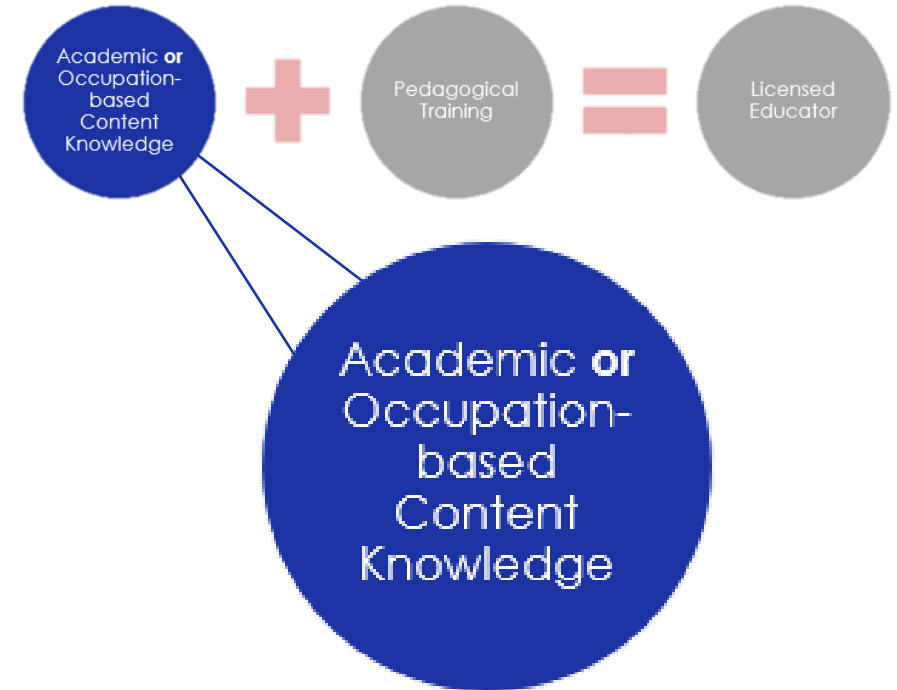 Academic or
Occupation-
based
Content
Knowledge
Pedagogical
Training
Licensed
Educator
Academic or
Occupation-
based
Content
Knowledge